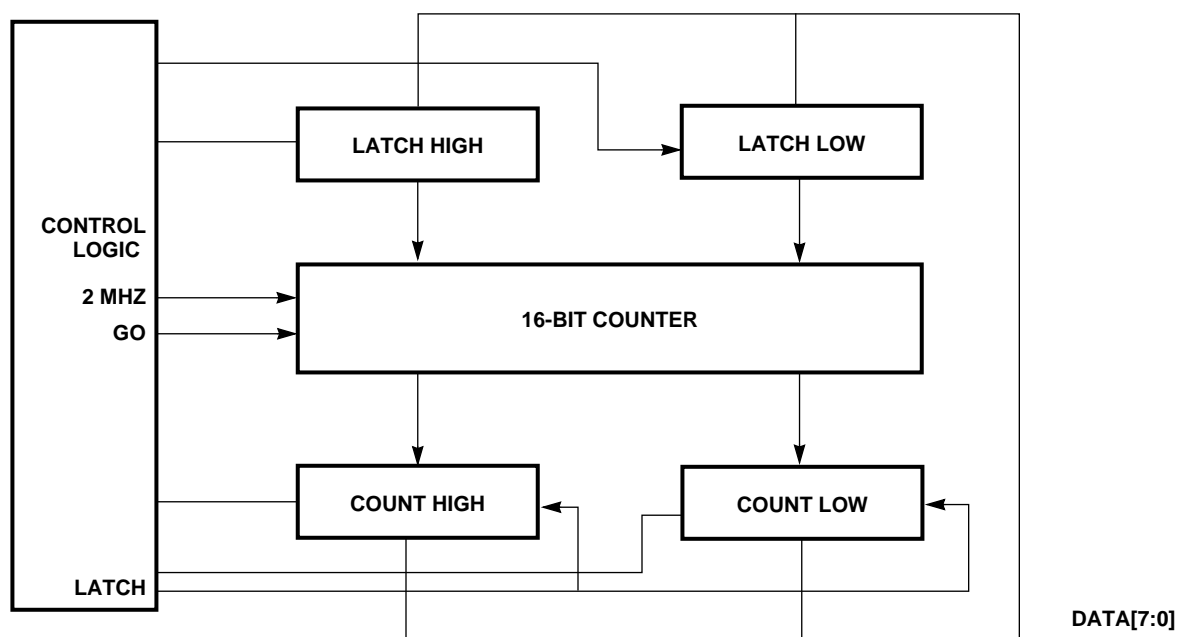 LATCH HIGH
LATCH LOW
CONTROL
LOGIC
2 MHZ
GO
16-BIT COUNTER
COUNT HIGH
COUNT LOW
LATCH
DATA[7:0]